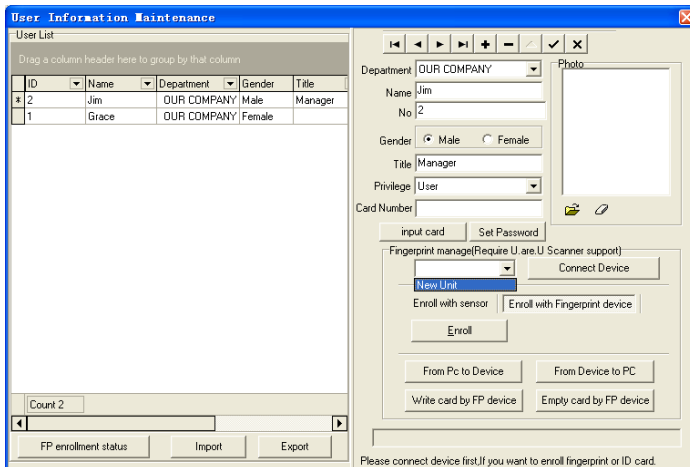 User Information Maintenance
User List
Drag a column header here to group by that column
ID Name Department Gender Title
* 2 Jim OUR COMPANY Male Manager
1 Grace OUR COMPANY Female
Count 2
FP enrollment status Import Export
Department OUR COMPANY
Name Jim
No 2
Gender Male Female
Title Manager
Privilege User
Card Number
Photo
input card Set Password
Fingerprint manage(Require U.are.U Scanner support)
Connect Device
New Unit
Enroll with sensor Enroll with Fingerprint device
Enroll
From Pc to Device From Device to PC
Write card by FP device Empty card by FP device
Please connect device first,If you want to enroll fingerprint or ID card.